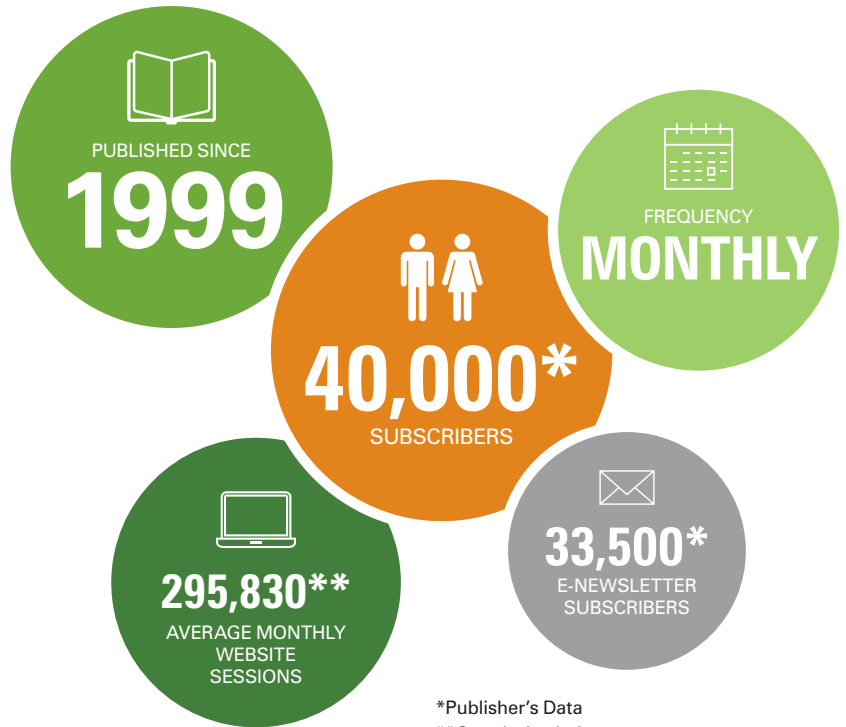 PUBLISHED SINCE
1999
FREQUENCY
MONTHLY
40,000*
SUBSCRIBERS
295,830**
AVERAGE MONTHLY
WEBSITE
SESSIONS
33,500*
E-NEWSLETTER
SUBSCRIBERS
*Publisher's Data